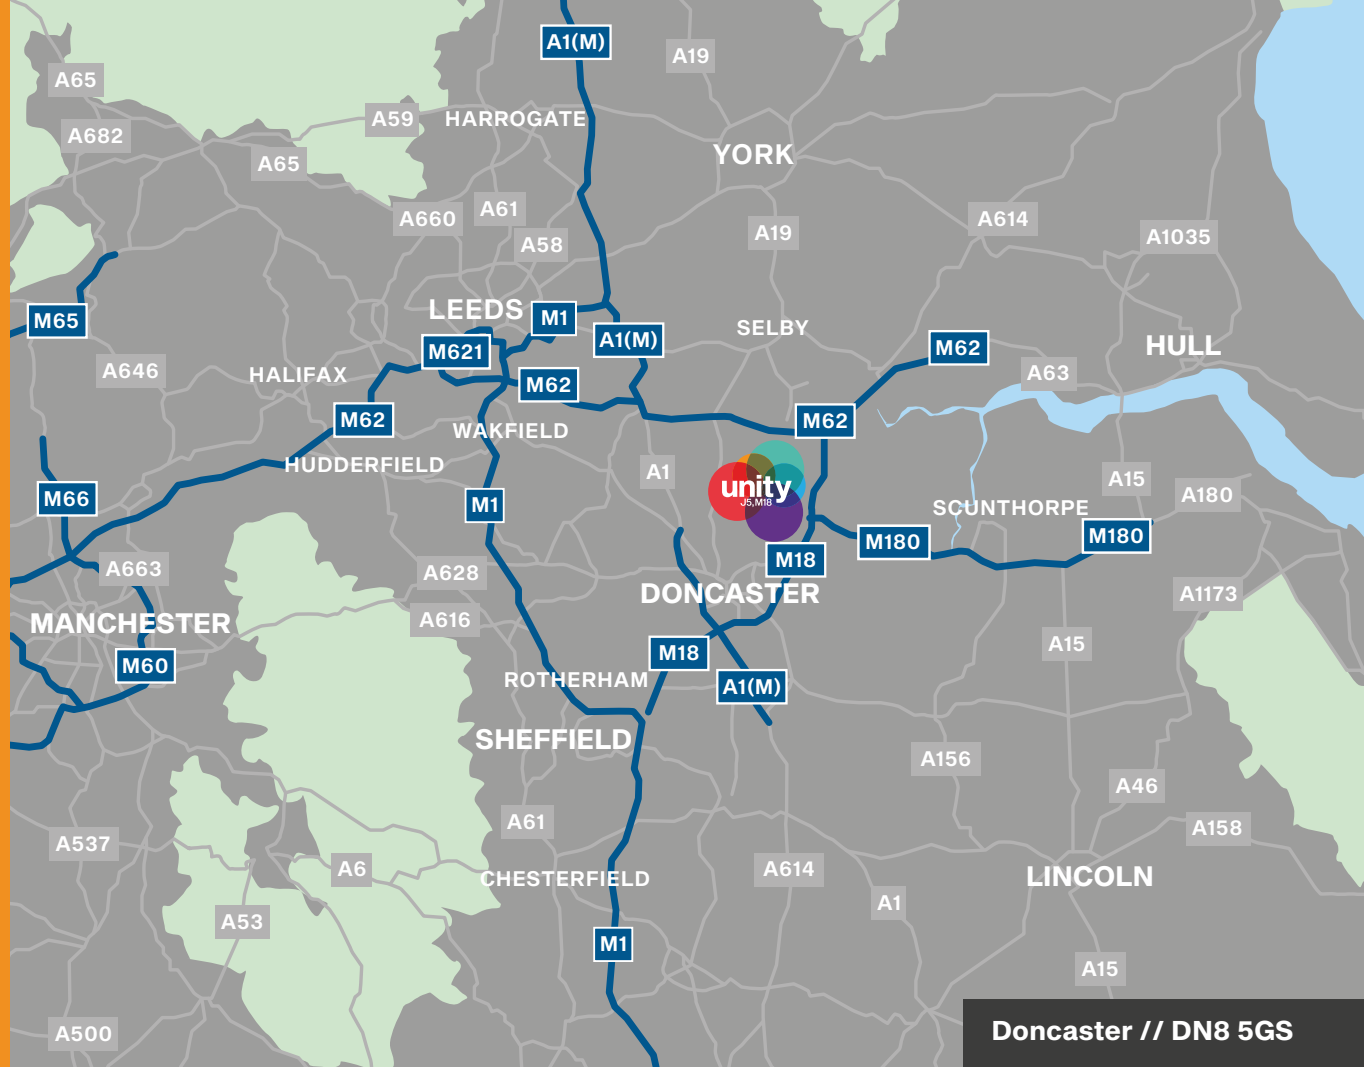 A1(M)
A19
A65
A59
HARROGATE
A682
YORK
A65
A61
A660
A614
A19
A1035
A58
LEEDS
M1
M65
SELBY
A1(M)
HULL
M62
M621
A646
HALIFAX
A63
M62
M62
M62
WAKFIELD
HUDDERFIELD
A1
A15
unity
J5,M18
A180
M66
M1
SCUNTHORPE
M180
M180
M18
A663
A628
DONCASTER
A1173
A616
MANCHESTER
A15
M18
M60
ROTHERHAM
A1(M)
SHEFFIELD
A156
A46
A61
A158
A537
A6
A614
LINCOLN
CHESTERFIELD
A1
A53
M1
A15
A500
Doncaster // DN8 5GS